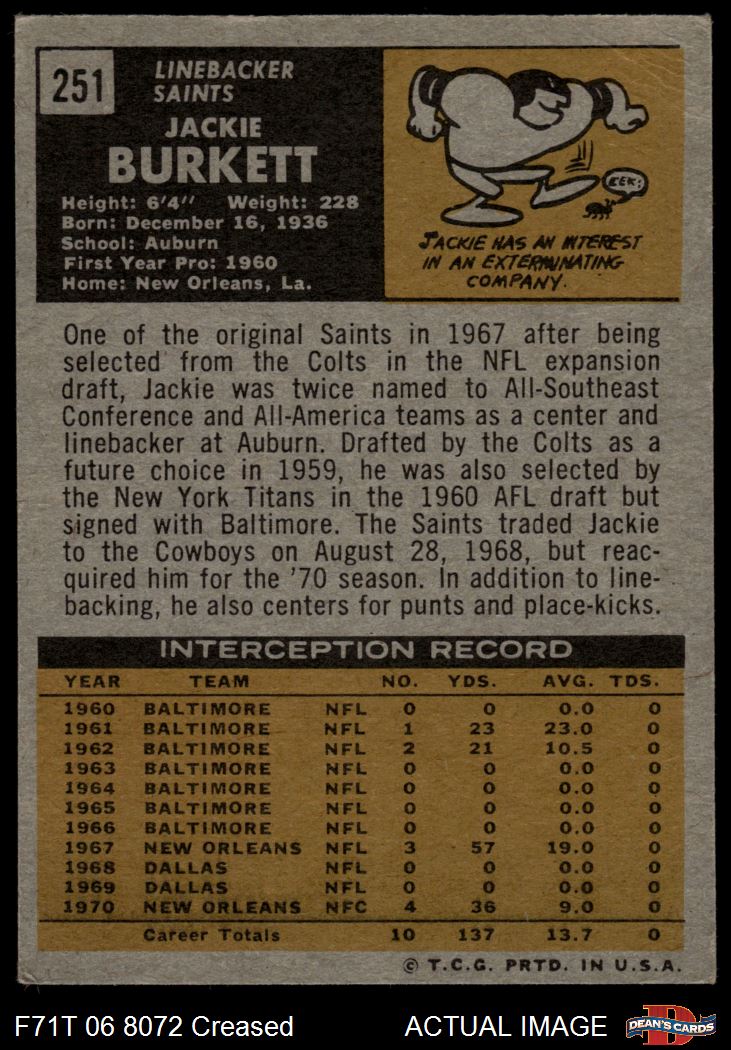 251
LINEBACKER
SAINTS
JACKIE
BURKETT
Height: 6'4" Weight: 228
Born: December 16, 1936
School: Auburn
First Year Pro: 1960
Home: New Orleans, La.
EEK!
JACKIE HAS AN INTEREST
IN AN EXTERMINATING
COMPANY.
One of the original Saints in 1967 after being
selected from the Colts in the NFL expansion
draft, Jackie was twice named to All-Southeast
Conference and All-America teams as a center and
linebacker at Auburn. Drafted by the Colts as a
future choice in 1959, he was also selected by
the New York Titans in the 1960 AFL draft but
signed with Baltimore. The Saints traded Jackie
to the Cowboys on August 28, 1968, but reac-
quired him for the '70 season. In addition to line-
backing, he also centers for punts and place-kicks.
INTERCEPTION RECORD
YEAR TEAM NO. YDS. AVG. TDS.
1960 BALTIMORE NFL 0 0 0.0 0
1961 BALTIMORE NFL 1 23 23.0 0
1962 BALTIMORE NFL 2 21 10.5 0
1963 BALTIMORE NFL 0 0 0.0 0
1964 BALTIMORE NFL 0 0 0.0 0
1965 BALTIMORE NFL 0 0 0.0 0
1966 BALTIMORE NFL 0 0 0.0 0
1967 NEW ORLEANS NFL 3 57 19.0 0
1968 DALLAS NFL 0 0 0.0 0
1969 DALLAS NFL 0 0 0.0 0
1970 NEW ORLEANS NFC 4 36 9.0 0
Career Totals 10 137 13.7 0
© T.C.G. PRTD. IN U.S.A.
F71T 06 8072 Creased ACTUAL IMAGE
D
DEAN'S CARDS